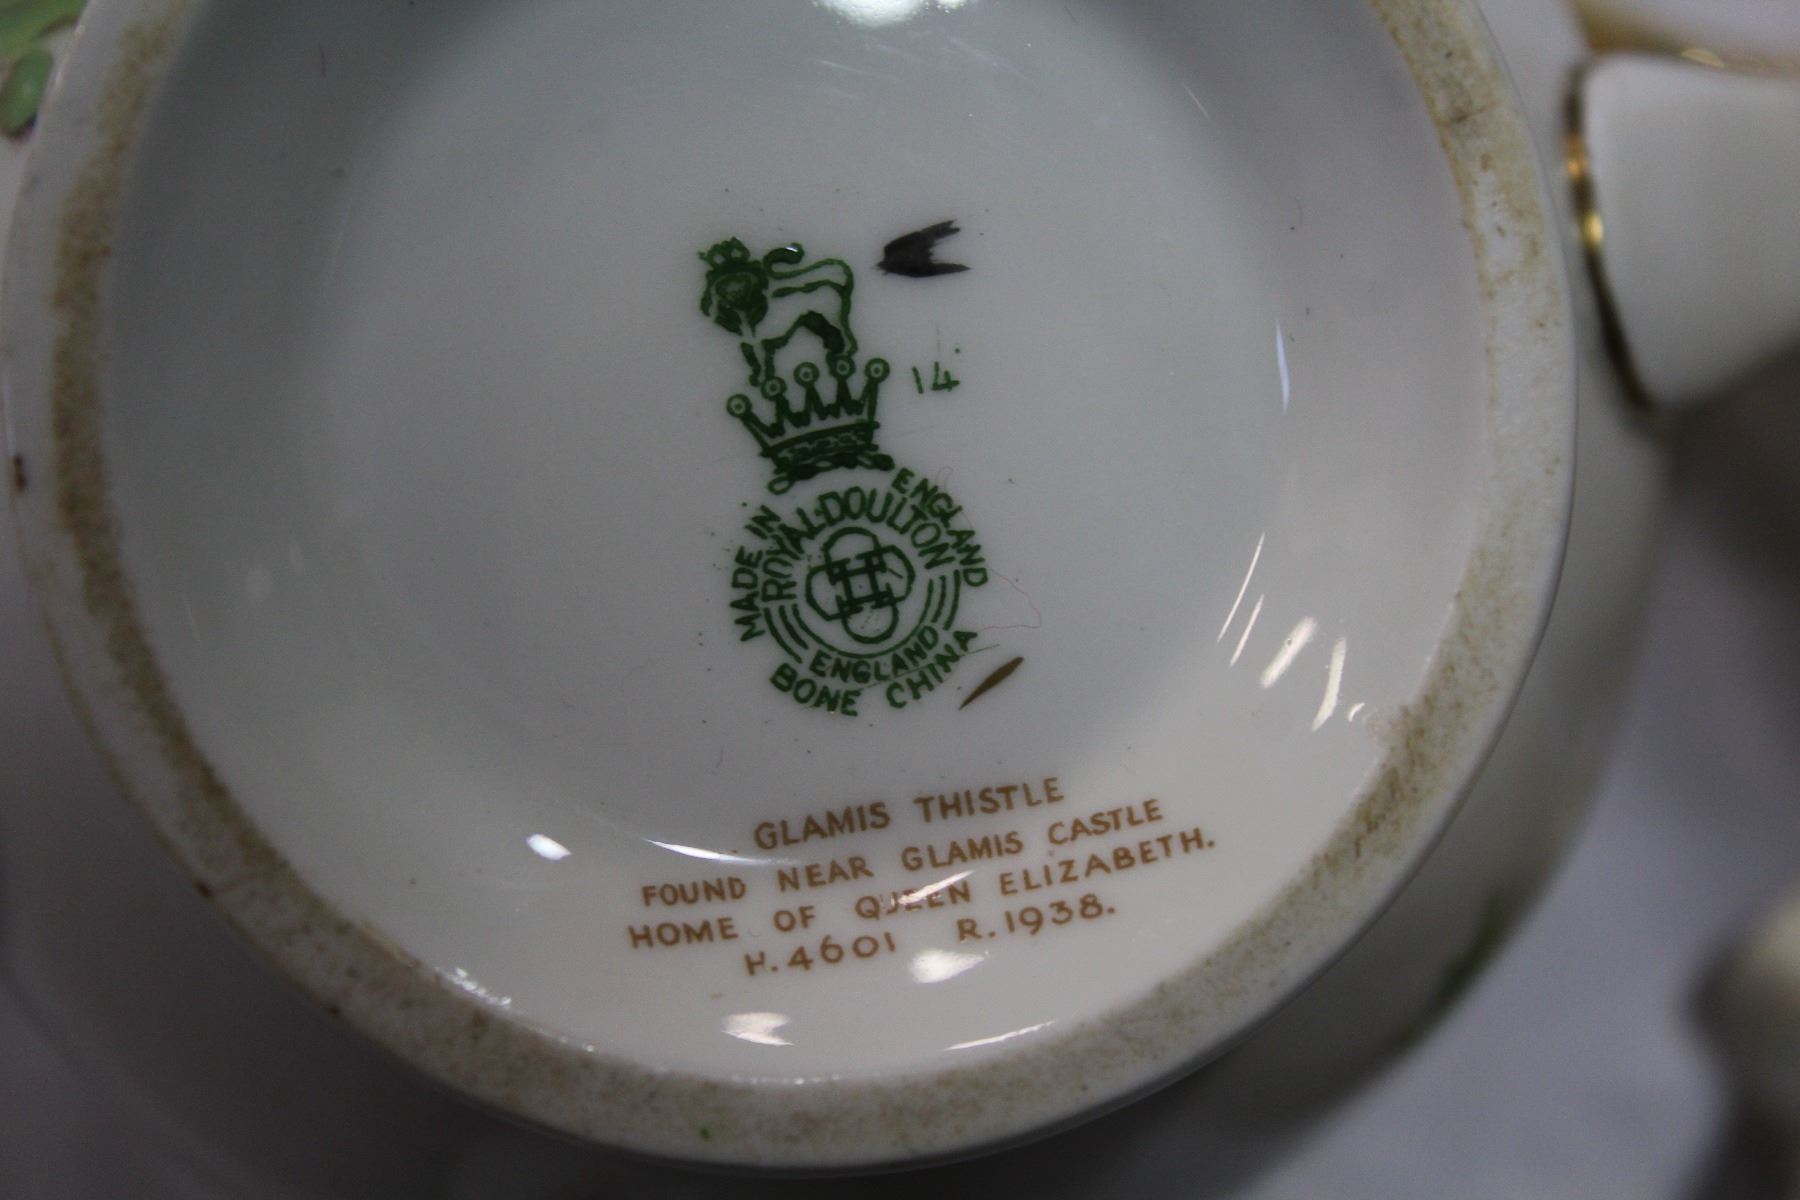 14
MADE IN ENGLAND
ROYAL·DOULTON
ENGLAND
BONE CHINA
GLAMIS THISTLE
FOUND NEAR GLAMIS CASTLE
HOME OF QUEEN ELIZABETH.
H.4601 R.1938.